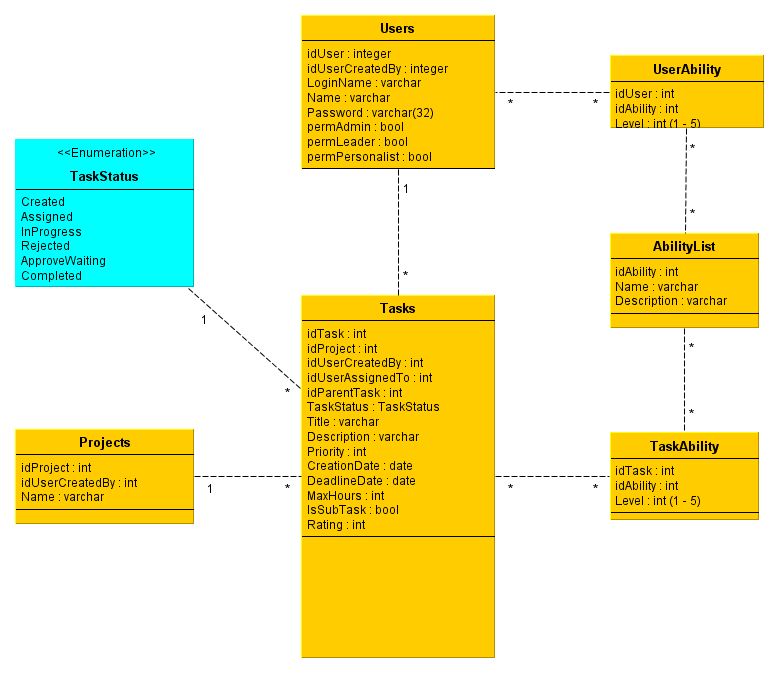 Users
idUser : integer
idUserCreatedBy : integer
LoginName : varchar
Name : varchar
Password : varchar(32)
permAdmin : bool
permLeader : bool
permPersonalist : bool
*
*
UserAbility
idUser : int
idAbility : int
Level : int (1 - 5)
<<Enumeration>>
TaskStatus
Created
Assigned
InProgress
Rejected
ApproveWaiting
Completed
1
*
*
*
AbilityList
idAbility : int
Name : varchar
Description : varchar
1
*
Tasks
idTask : int
idProject : int
idUserCreatedBy : int
idUserAssignedTo : int
idParentTask : int
TaskStatus : TaskStatus
Title : varchar
Description : varchar
Priority : int
CreationDate : date
DeadlineDate : date
MaxHours : int
IsSubTask : bool
Rating : int
*
*
Projects
idProject : int
idUserCreatedBy : int
Name : varchar
1
*
*
*
TaskAbility
idTask : int
idAbility : int
Level : int (1 - 5)